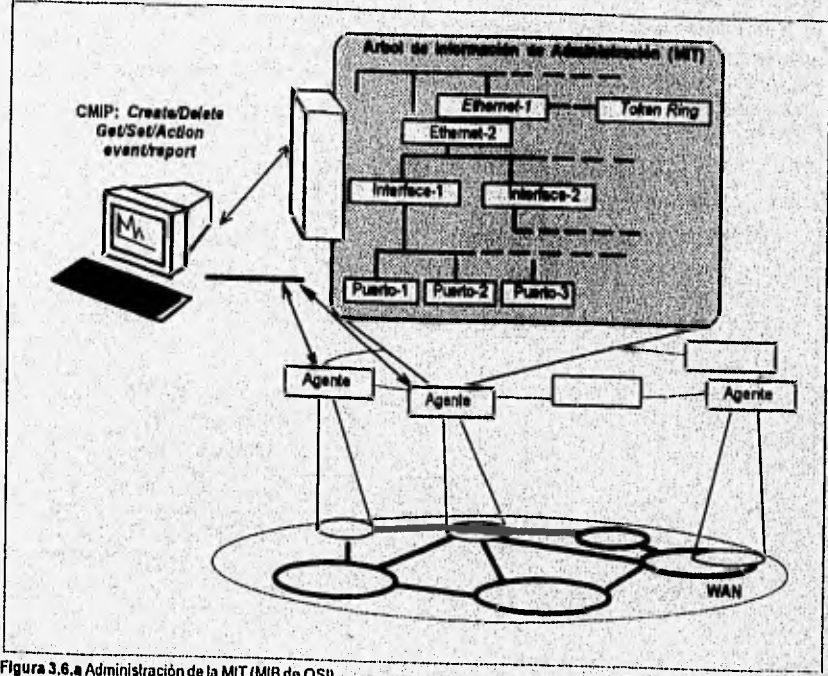 Arbol de Información de Administración (MIT)
CMIP: Create/Delete
Get/Set/Action
event/report
Ethernet-1
Token Ring
Ethernet-2
Interface-1
Interface-2
Puerto-1
Puerto-2
Puerto-3
Agente
Agente
Agente
WAN
Figura 3.6.a Administración de la MIT (MIB de OSI)